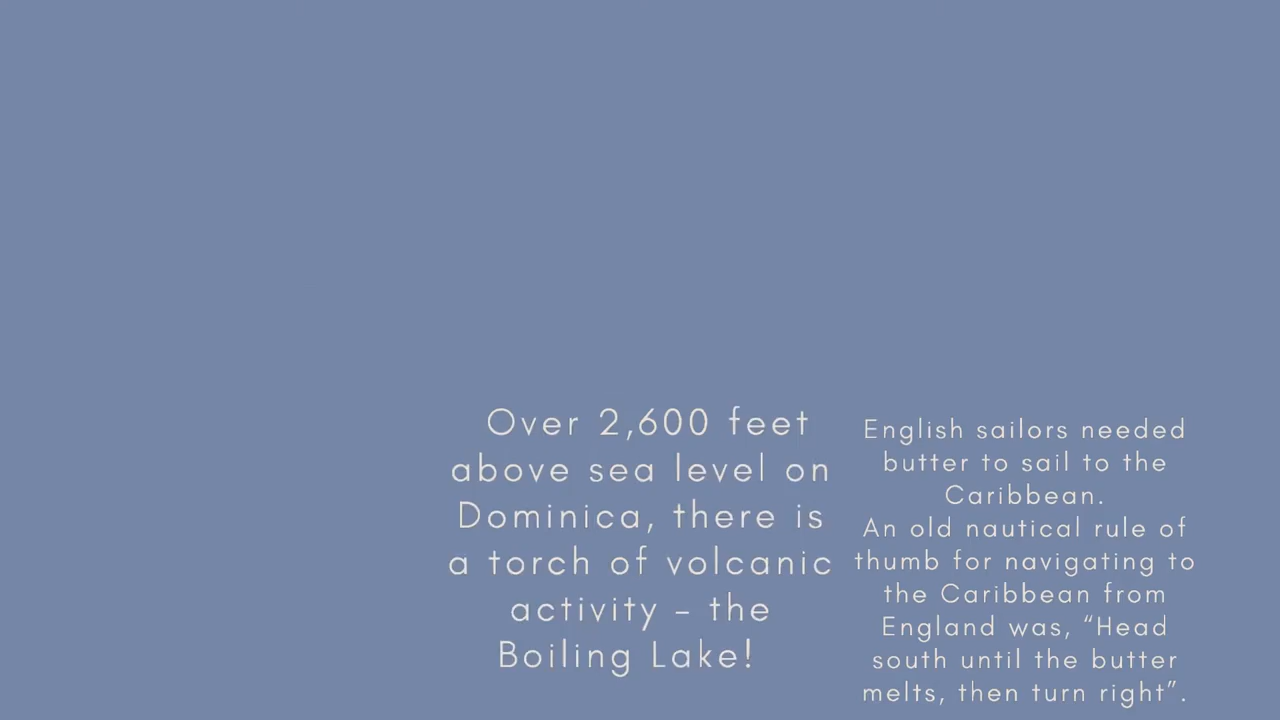 Over 2,600 feet
above sea level on
Dominica, there is
a torch of volcanic
activity – the
Boiling Lake!
English sailors needed
butter to sail to the
Caribbean.
An old nautical rule of
thumb for navigating to
the Caribbean from
England was, “Head
south until the butter
melts, then turn right”.